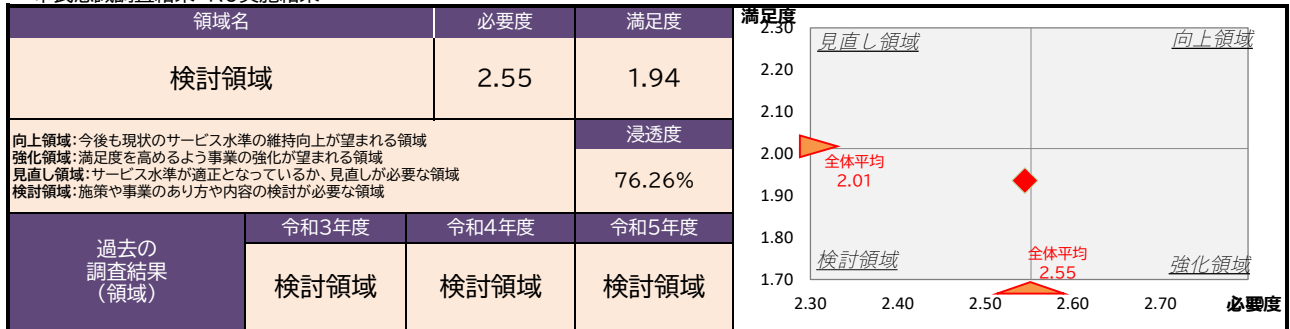 領域名 必要度 満足度
検討領域 2.55 1.94
向上領域：今後も現状のサービス水準の維持向上が望まれる領域
強化領域：満足度を高めるよう事業の強化が望まれる領域
見直し領域：サービス水準が適正となっているか、見直しが必要な領域
検討領域：施策や事業のあり方や内容の検討が必要な領域
浸透度
76.26%
過去の
調査結果
（領域）
令和3年度 令和4年度 令和5年度
検討領域 検討領域 検討領域
満足度
2.30
2.20
2.10
2.00
1.90
1.80
1.70
見直し領域 向上領域
全体平均
2.01
検討領域 強化領域
全体平均
2.55
2.30 2.40 2.50 2.60 2.70
必要度